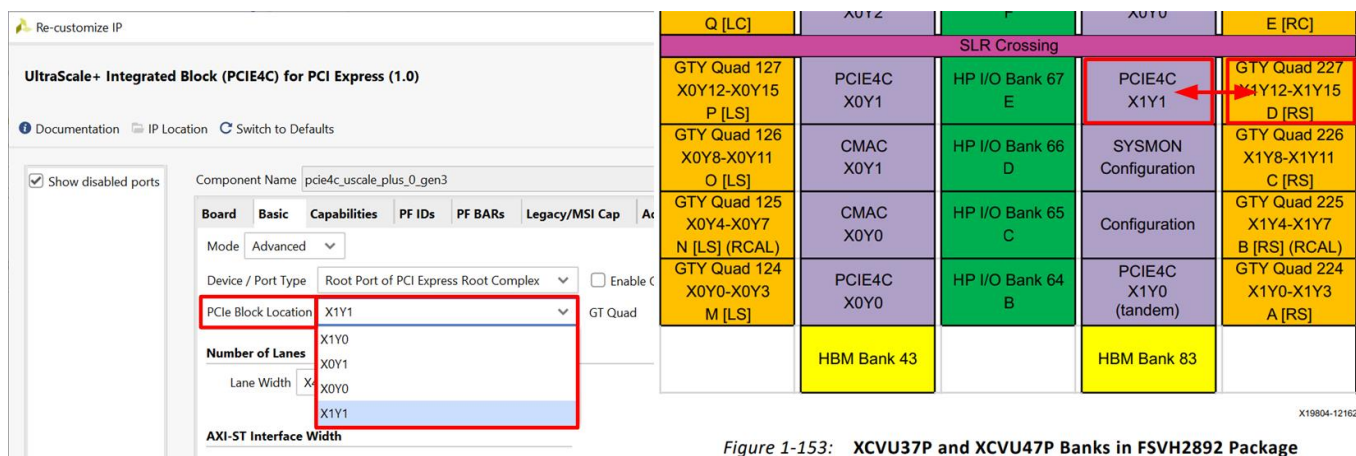 Re-customize IP
UltraScale+ Integrated Block (PCIE4C) for PCI Express (1.0)
Documentation IP Location Switch to Defaults
Show disabled ports
Component Name pcie4c_uscale_plus_0_gen3
Board Basic Capabilities PF IDs PF BARs Legacy/MSI Cap
Mode Advanced
Device / Port Type Root Port of PCI Express Root Complex Enable
PCIe Block Location X1Y1 GT Quad
X1Y0
X0Y1
X0Y0
X1Y1
Number of Lanes
Lane Width
AXI-ST Interface Width
Q [LC] X0Y2 F X0Y0 E [RC]
SLR Crossing
GTY Quad 127
X0Y12-X0Y15
P [LS]
PCIE4C
X0Y1
HP I/O Bank 67
E
PCIE4C
X1Y1
GTY Quad 227
X1Y12-X1Y15
D [RS]
GTY Quad 126
X0Y8-X0Y11
O [LS]
CMAC
X0Y1
HP I/O Bank 66
D
SYSMON
Configuration
GTY Quad 226
X1Y8-X1Y11
C [RS]
GTY Quad 125
X0Y4-X0Y7
N [LS] (RCAL)
CMAC
X0Y0
HP I/O Bank 65
C
Configuration
GTY Quad 225
X1Y4-X1Y7
B [RS] (RCAL)
GTY Quad 124
X0Y0-X0Y3
M [LS]
PCIE4C
X0Y0
HP I/O Bank 64
B
PCIE4C
X1Y0
(tandem)
GTY Quad 224
X1Y0-X1Y3
A [RS]
HBM Bank 43
HBM Bank 83
X19804-12162
Figure 1-153: XCVU37P and XCVU47P Banks in FSVH2892 Package